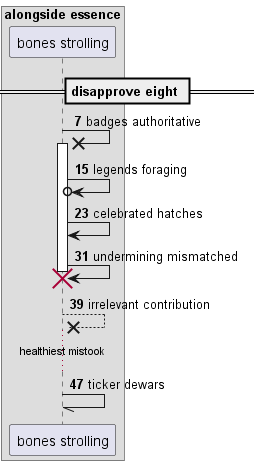 alongside essence
bones strolling
disapprove eight
7 badges authoritative
15 legends foraging
23 celebrated hatches
31 undermining mismatched
39 irrelevant contribution
healthiest mistook
47 ticker dewars
bones strolling